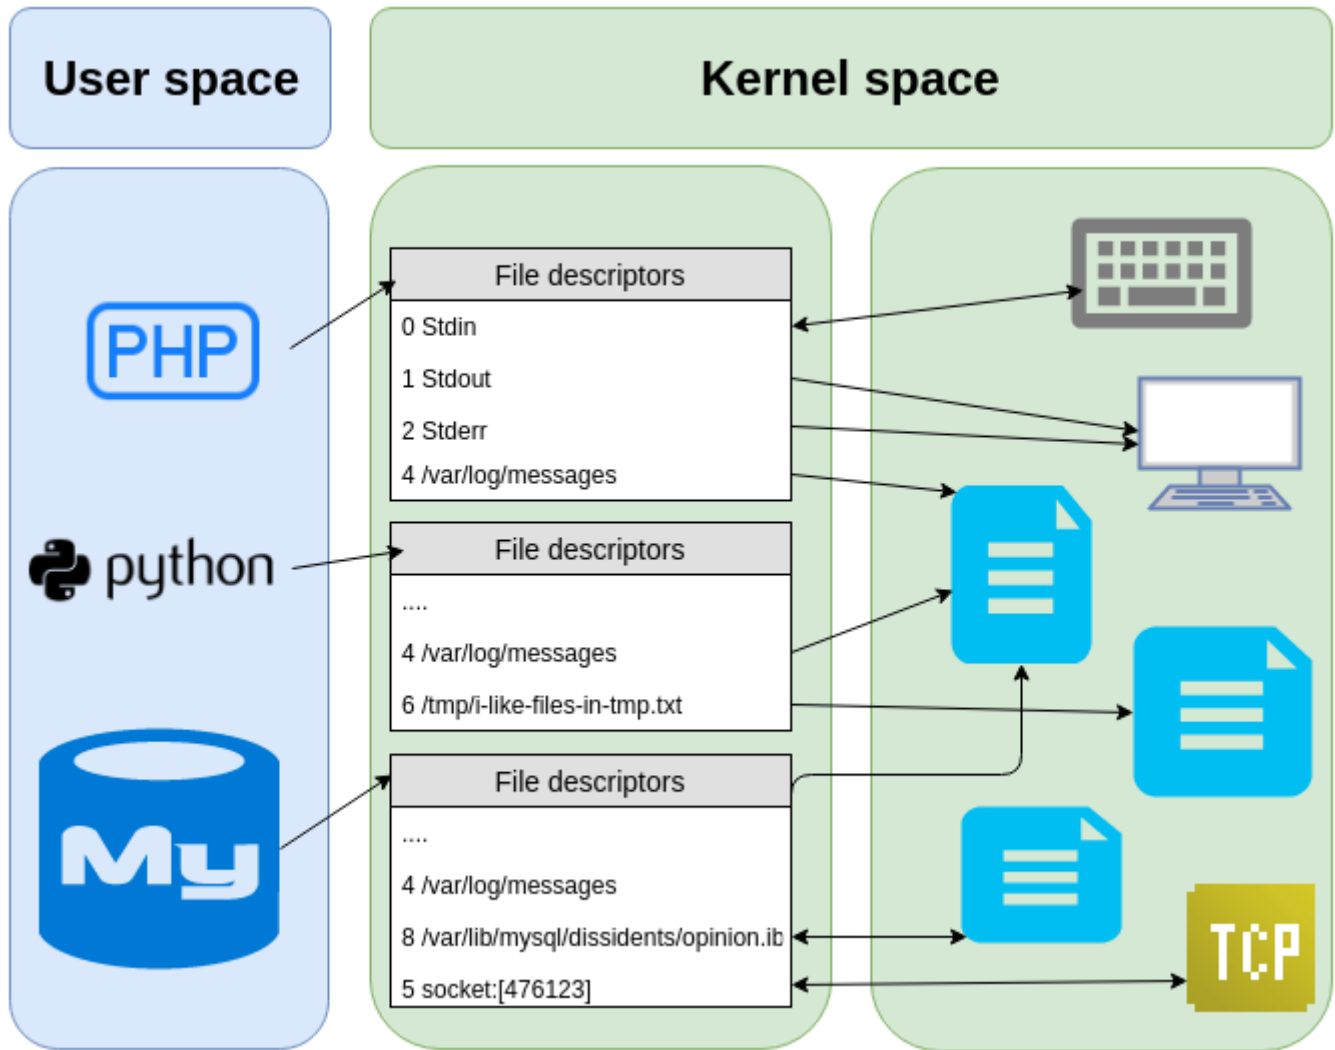 User space
Kernel space
PHP
python
My
File descriptors
0 Stdin
1 Stdout
2 Stderr
4 /var/log/messages
File descriptors
....
4 /var/log/messages
6 /tmp/i-like-files-in-tmp.txt
File descriptors
....
4 /var/log/messages
8 /var/lib/mysql/dissidents/opinion.ib
5 socket:[476123]
TCP